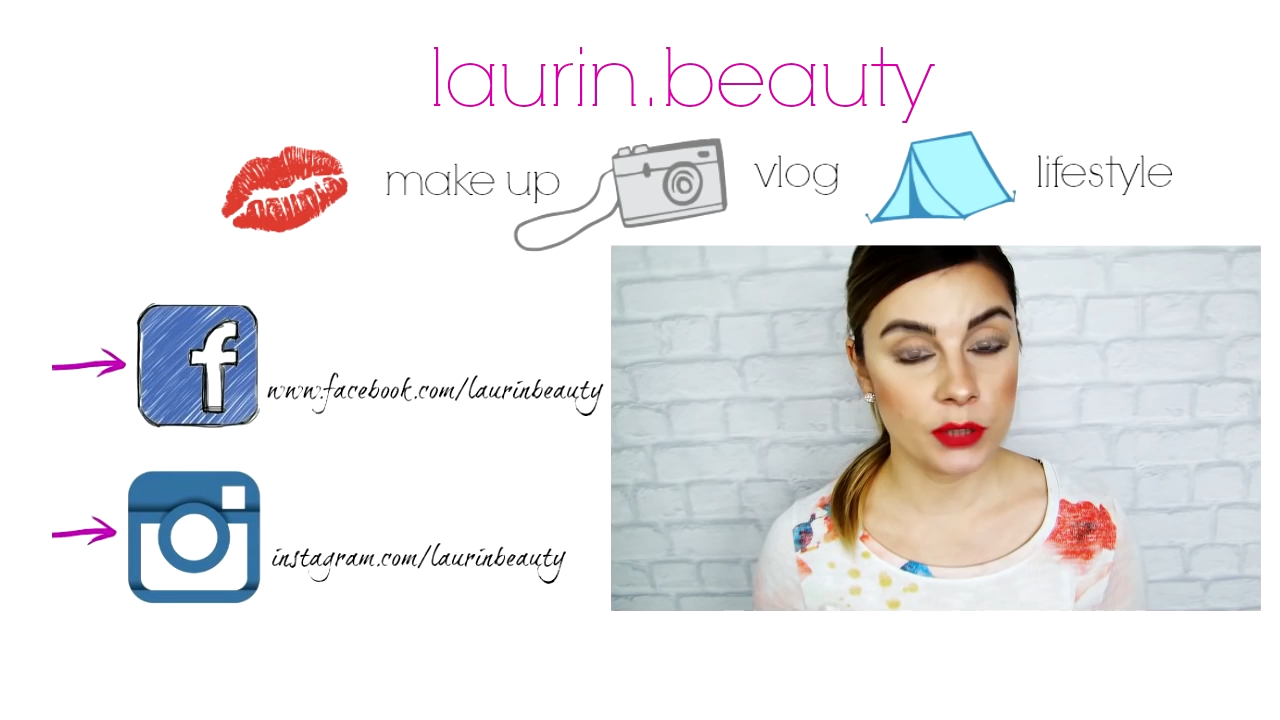 laurin.beauty
make up
vlog
lifestyle
www.facebook.com/laurinbeauty
instagram.com/laurinbeauty